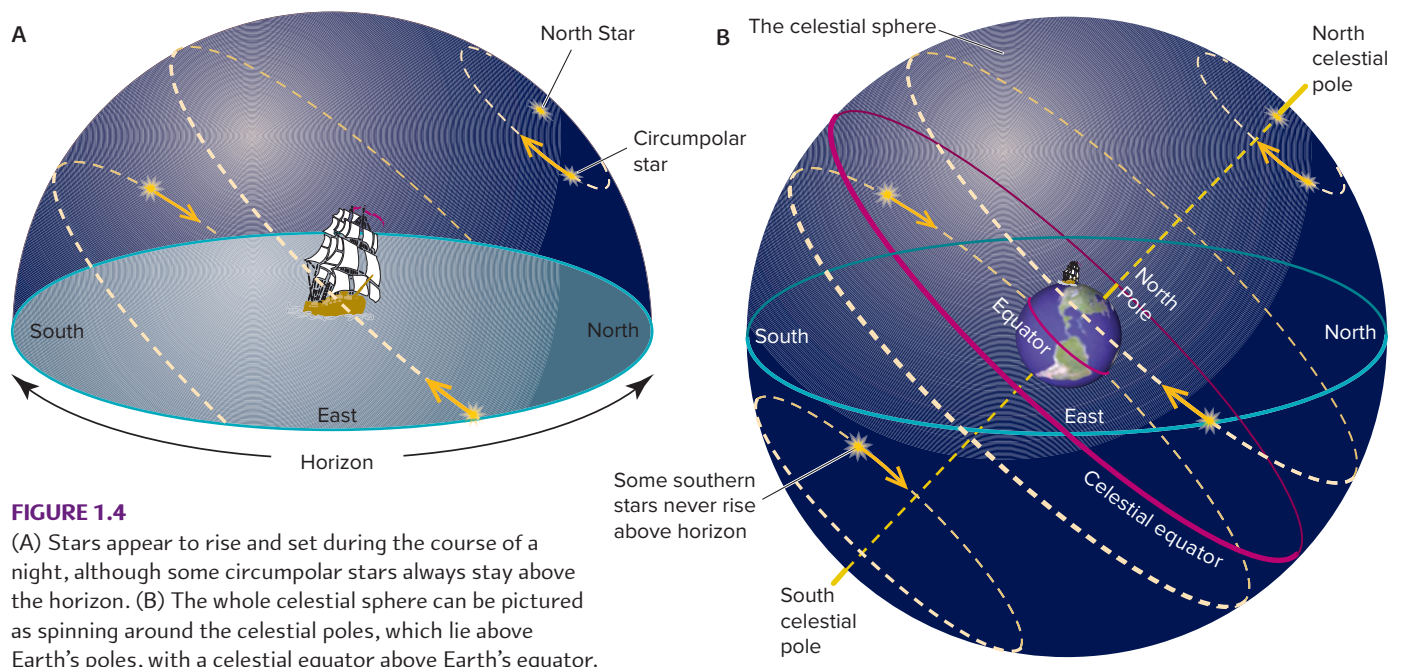 A
North Star
Circumpolar
star
South
North
East
Horizon
FIGURE 1.4
(A) Stars appear to rise and set during the course of a
night, although some circumpolar stars always stay above
the horizon. (B) The whole celestial sphere can be pictured
as spinning around the celestial poles, which lie above
Earth's poles, with a celestial equator above Earth's equator.
B
The celestial sphere
North
celestial
pole
North
Pole
Equator
South
North
East
Some southern
stars never rise
above horizon
Celestial equator
South
celestial
pole